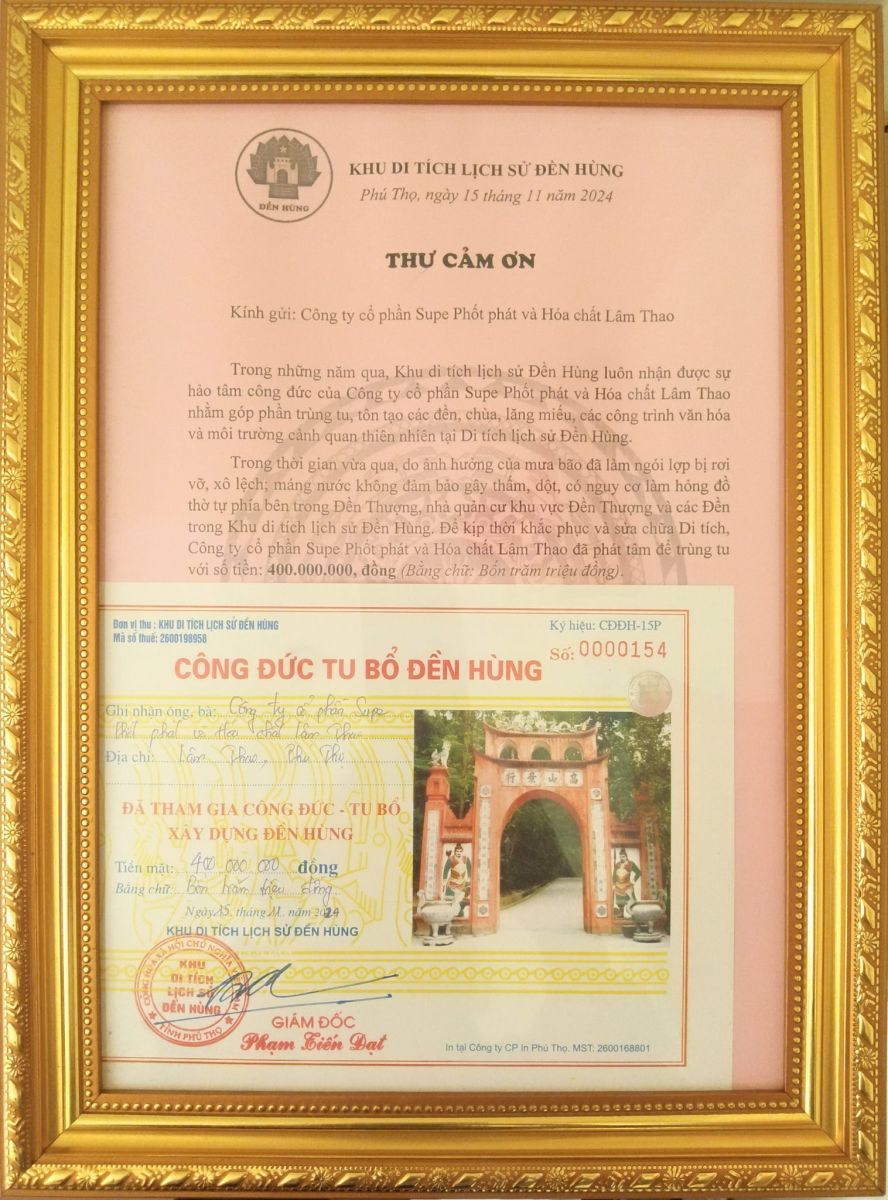 ĐỀN HÙNG
KHU DI TÍCH LỊCH SỬ ĐỀN HÙNG
Phú Thọ, ngày 15 tháng 11 năm 2024
THƯ CẢM ƠN
Kính gửi: Công ty cổ phần Supe Phốt phát và Hóa chất Lâm Thao
Trong những năm qua, Khu di tích lịch sử Đền Hùng luôn nhận được sự
hảo tâm công đức của Công ty cổ phần Supe Phốt phát và Hóa chất Lâm Thao
nhằm góp phần trùng tu, tôn tạo các đền, chùa, lăng miếu, các công trình văn hóa
và môi trường cảnh quan thiên nhiên tại Di tích lịch sử Đền Hùng.
Trong thời gian vừa qua, do ảnh hưởng của mưa bão đã làm ngói lợp bị rơi
vỡ, xô lệch; máng nước không đảm bảo gây thấm, dột, có nguy cơ làm hỏng đồ
thờ tự phía bên trong Đền Thượng, nhà quản cư khu vực Đền Thượng và các Đền
trong Khu di tích lịch sử Đền Hùng. Để kịp thời khắc phục và sửa chữa Di tích,
Công ty cổ phần Supe Phốt phát và Hóa chất Lâm Thao đã phát tâm để trùng tu
với số tiền: 400.000.000, đồng (Bằng chữ: Bốn trăm triệu đồng).
Đơn vị thu : KHU DI TÍCH LỊCH SỬ ĐỀN HÙNG
Mã số thuế: 2600198958
Ký hiệu: CĐĐH-15P
Số: 0000154
CÔNG ĐỨC TU BỔ ĐỀN HÙNG
Ghi nhận ông, bà: Công ty cổ phần Supe
phốt phát và Hóa chất Lâm Thao
Địa chỉ: Lâm Thao, Phú Thọ
高山景行
ĐÃ THAM GIA CÔNG ĐỨC - TU BỔ
XÂY DỰNG ĐỀN HÙNG
Tiền mặt: 400.000.000 đồng
Bằng chữ: Bốn trăm triệu đồng
Ngày 15 tháng 11 năm 2024
KHU DI TÍCH LỊCH SỬ ĐỀN HÙNG
CỘNG HÒA XÃ HỘI CHỦ NGHĨA VIỆT NAM
KHU
DI TÍCH
LỊCH SỬ
ĐỀN HÙNG
TỈNH PHÚ THỌ
GIÁM ĐỐC
Phạm Tiến Đạt
In tại Công ty CP In Phú Thọ. MST: 2600168801